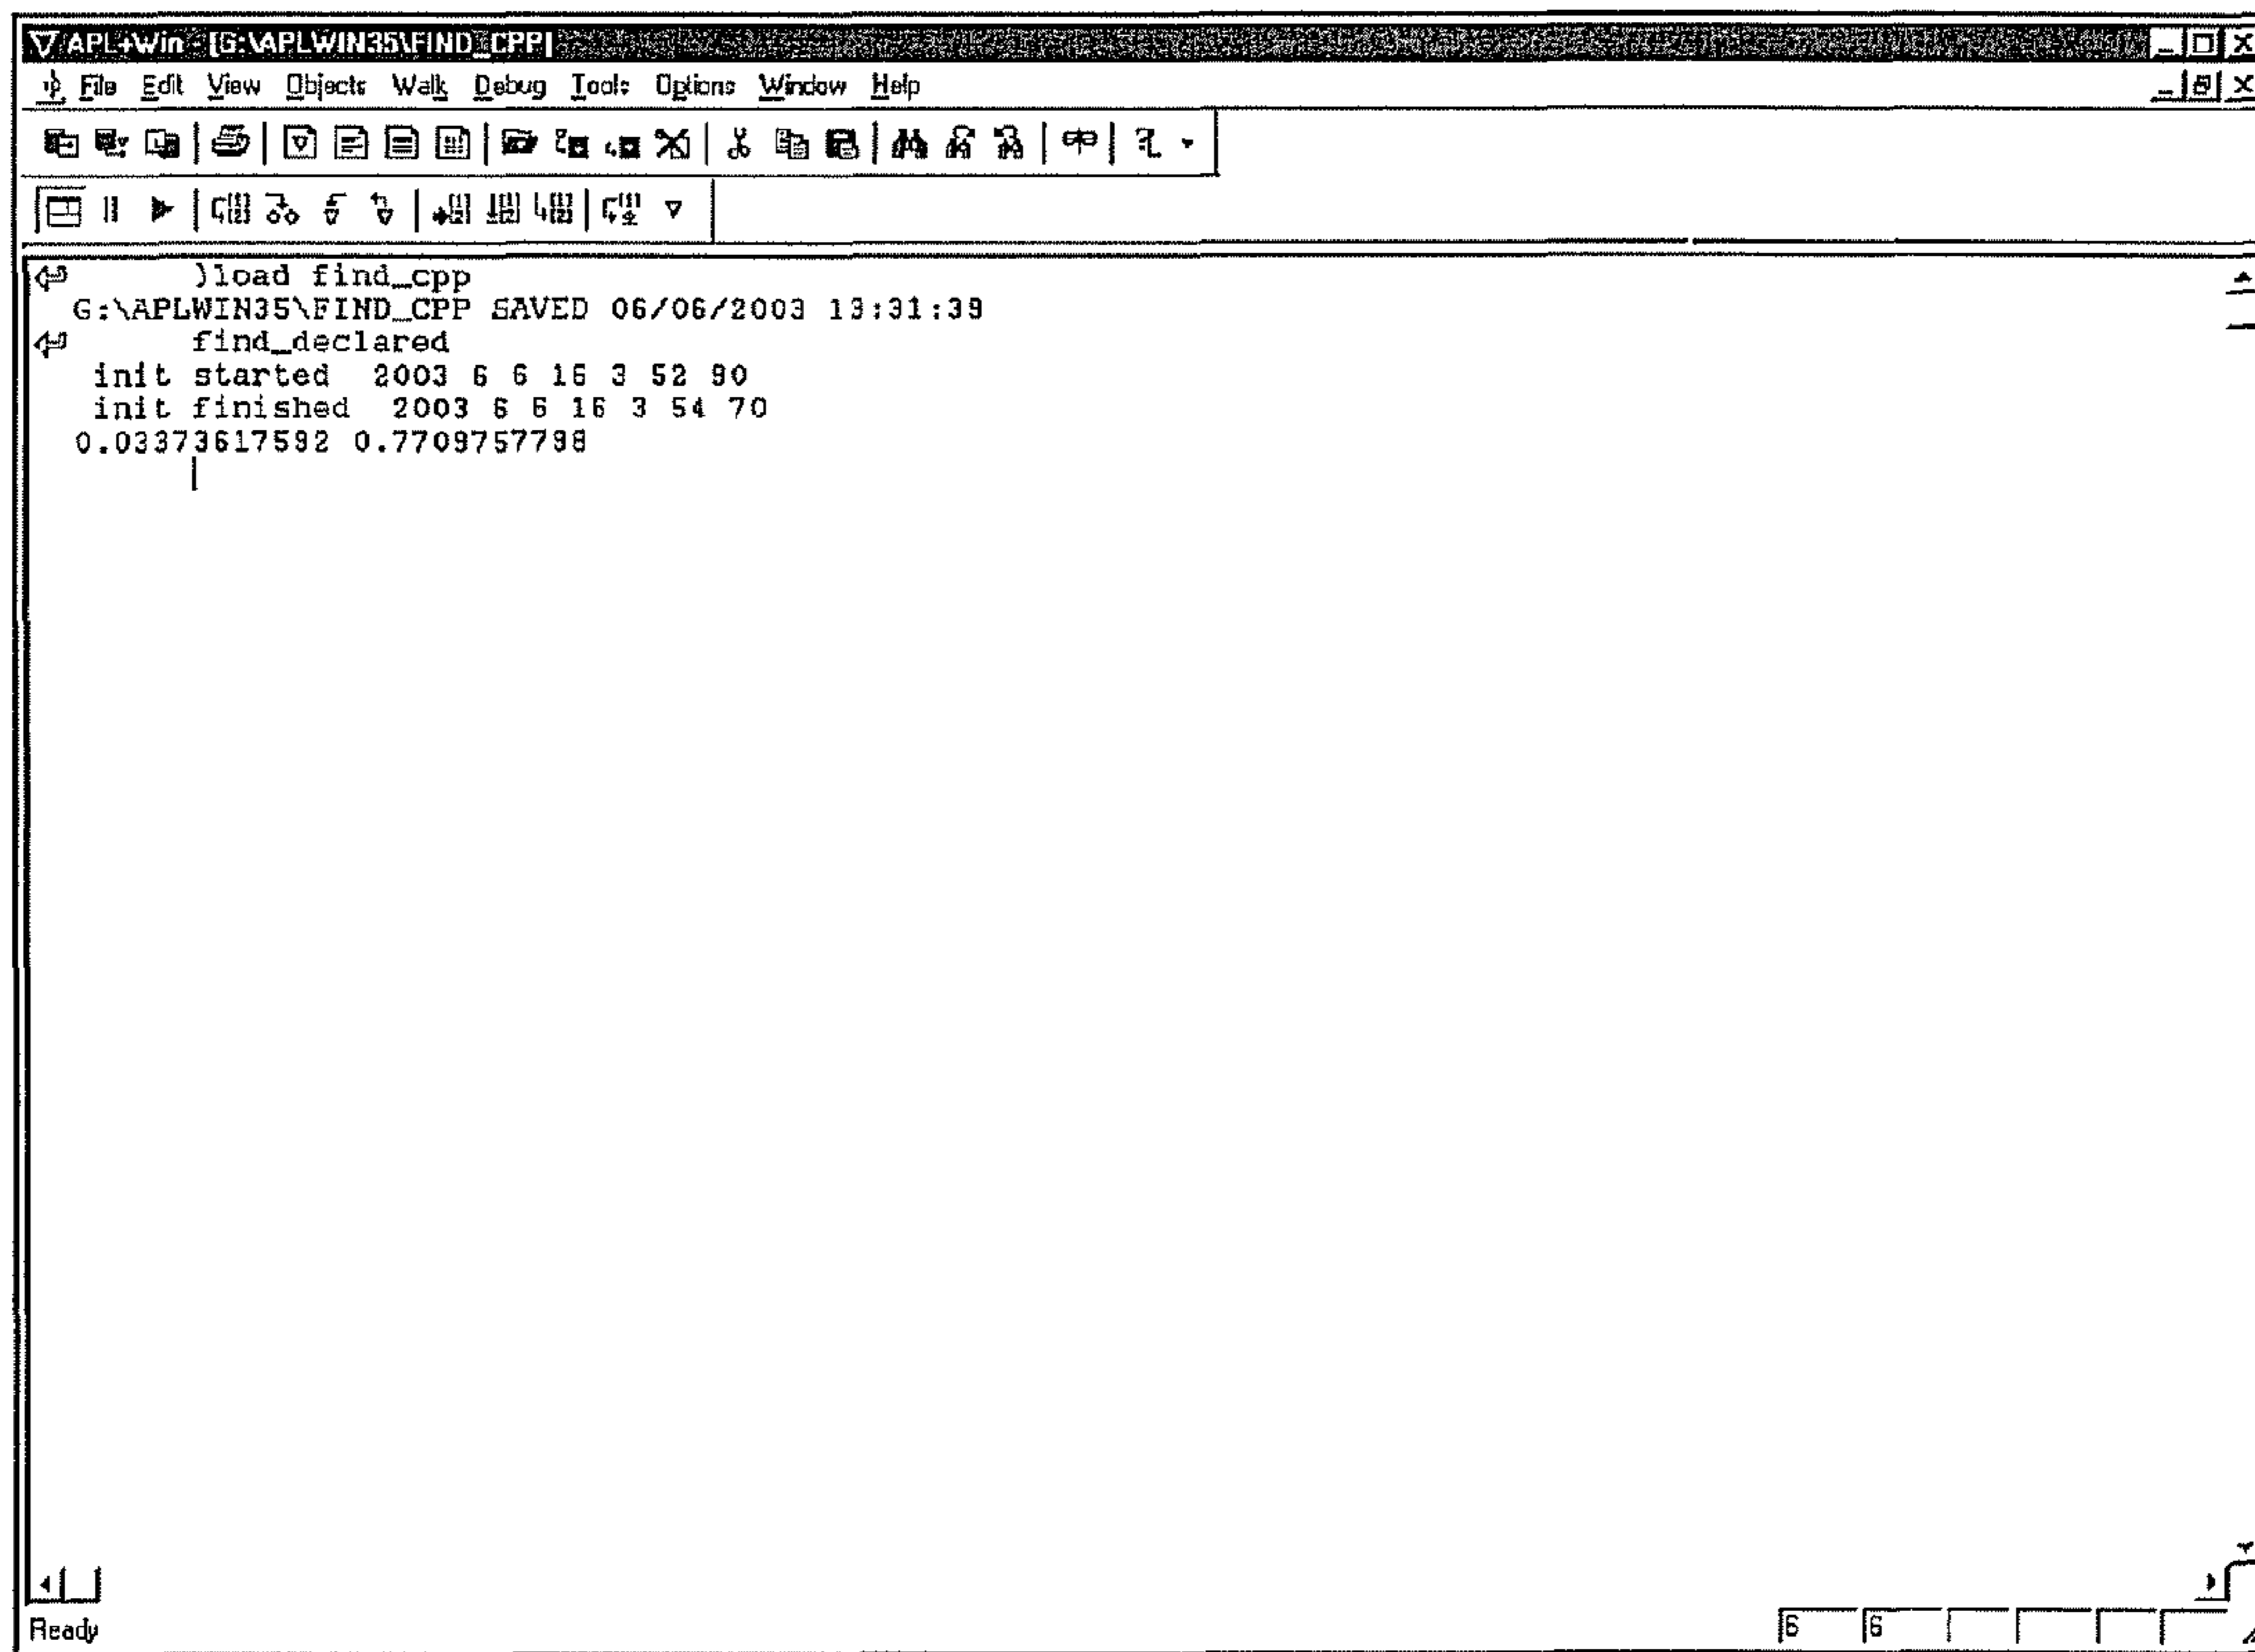 APL+Win - [G:\APLWIN35\FIND_CPP]
File Edit View Objects Walk Debug Tools Options Window Help
)load find_cpp
G:\APLWIN35\FIND_CPP SAVED 06/06/2003 13:31:39
find_declared
init started 2003 6 6 16 3 52 90
init finished 2003 6 6 16 3 54 70
0.03373617592 0.7709757798
Ready 6 6